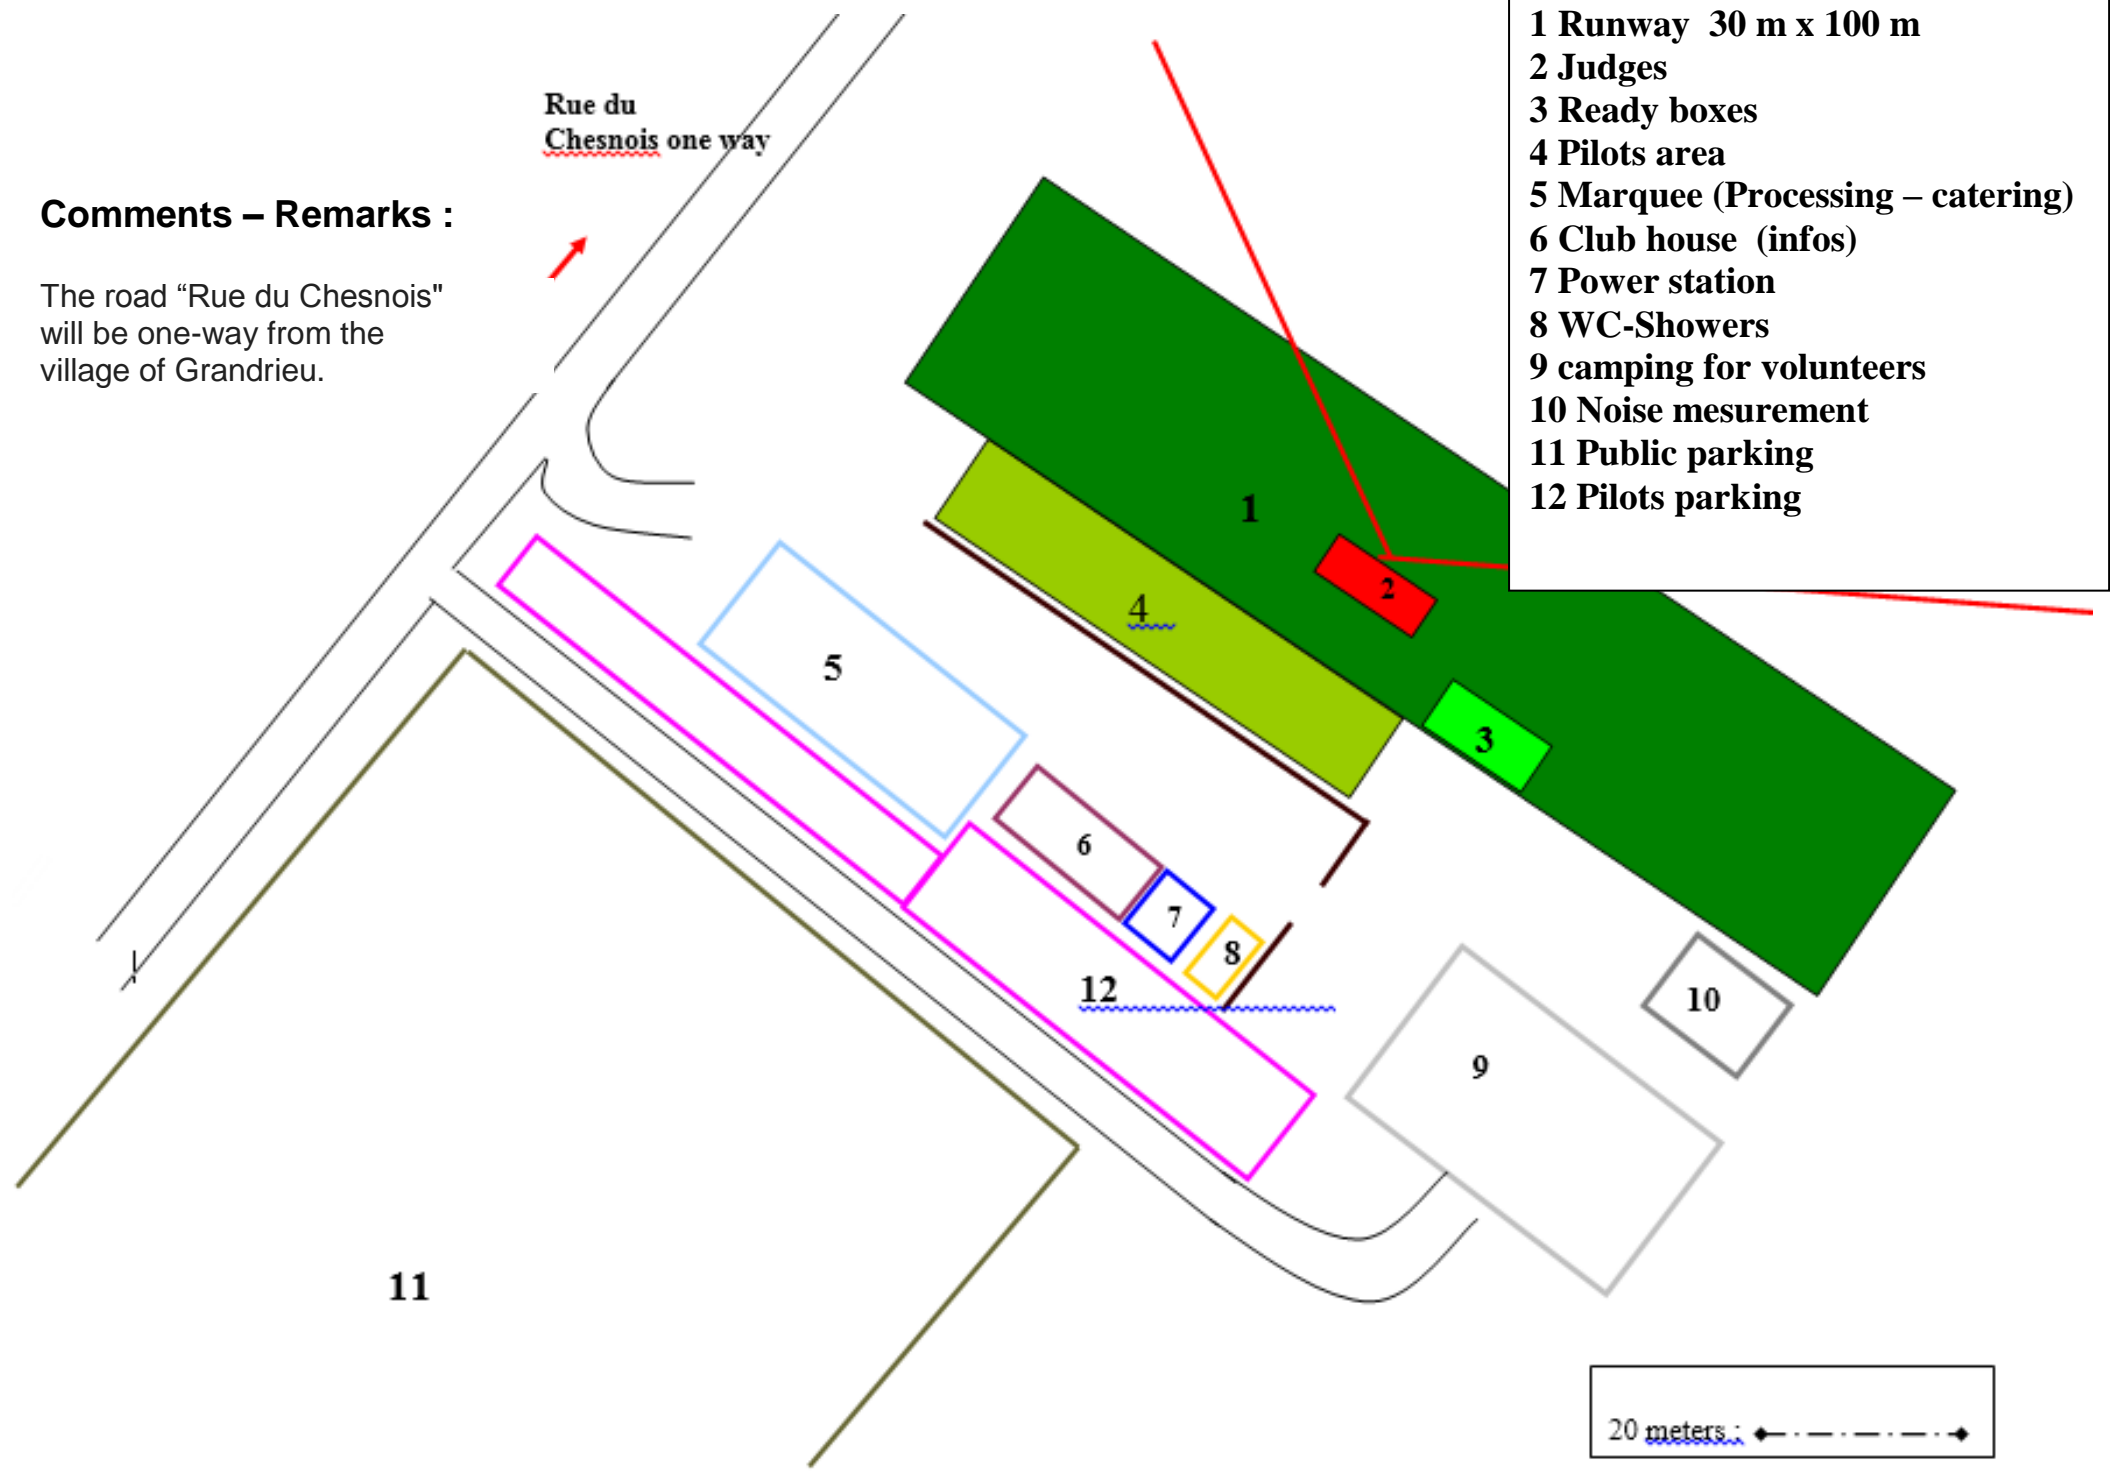 1 Runway  30 m x 100 m
2 Judges
3 Ready boxes
4 Pilots area
5 Marquee (Processing – catering)
6 Club house  (infos)
7 Power station
8 WC-Showers
9 camping for volunteers
10 Noise mesurement
11 Public parking
12 Pilots parking
Rue du
Chesnois one way
Comments – Remarks :
The road “Rue du Chesnois"
will be one-way from the
village of Grandrieu.
1
2
4
5
3
6
7
8
12
10
9
11
20 meters :